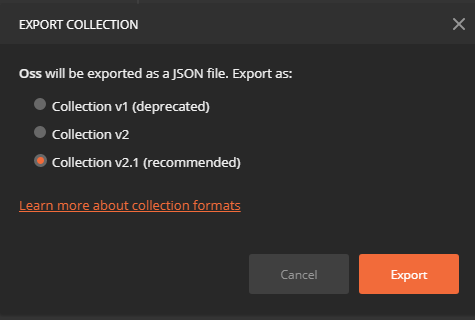 EXPORT COLLECTION
Oss will be exported as a JSON file. Export as:
Collection v1 (deprecated)
Collection v2
Collection v2.1 (recommended)
Learn more about collection formats
Cancel
Export